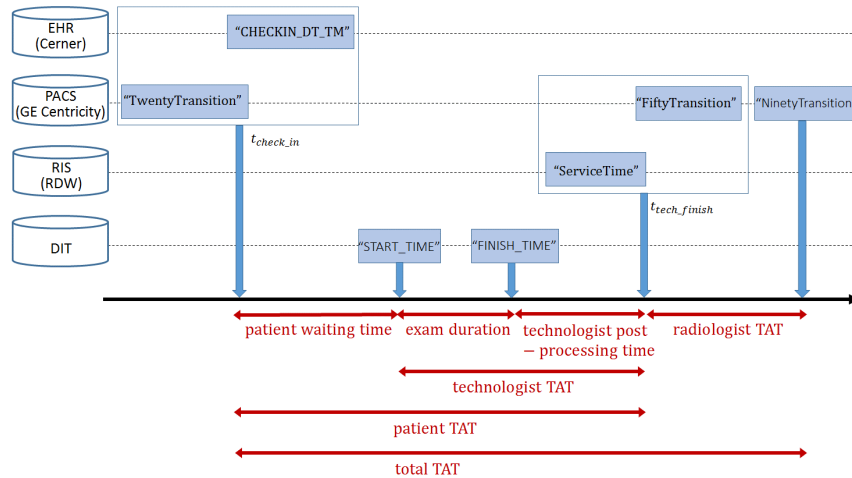 EHR
(Cerner)
“CHECKIN_DT_TM”
PACS
(GE Centricity)
“TwentyTransition”
“FiftyTransition”
“NinetyTransition
t_check_in
RIS
(RDW)
“ServiceTime”
t_tech_finish
DIT
“START_TIME”
“FINISH_TIME”
patient waiting time
exam duration
technologist post
− processing time
radiologist TAT
technologist TAT
patient TAT
total TAT